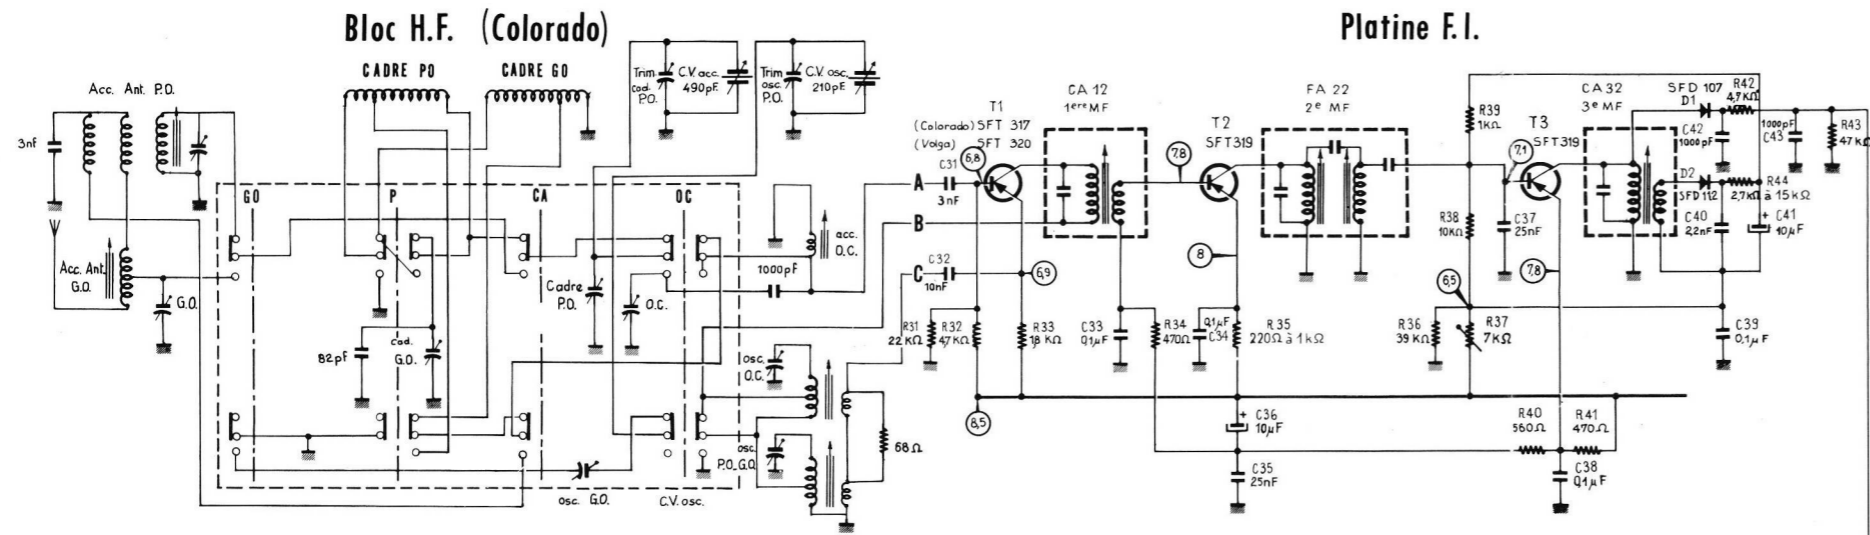 Bloc H.F. (Colorado)
Platine F.I.
CADRE PO
CADRE GO
Trim cad. P.O.
C.V. acc. 490pF.
Trim osc. P.O.
C.V. osc. 210pF.
Acc. Ant. P.O.
3nF
GO
P
CA
OC
Acc. Ant. G.O.
G.O.
82pF
cad. G.O.
Cadre P.O.
O.C.
1000pF
acc. O.C.
osc. O.C.
osc. P.O_G.O.
68Ω
osc. G.O.
C.V. osc.
A
B
C
C31
3nF
C32
10nF
T1
(Colorado) SFT 317
(Volga) SFT 320
6,8
6,9
8,5
R31
22KΩ
R32
4,7KΩ
R33
1,8 KΩ
CA 12
1ere MF
C33
0,1µF
R34
470Ω
T2
SFT319
7,8
8
0,1µF
C34
R35
220Ω à 1kΩ
C36
10µF
C35
25nF
FA 22
2e MF
R39
1KΩ
R38
10KΩ
6,5
R36
39KΩ
R37
7KΩ
T3
SFT319
7,1
C37
25nF
7,8
R40
560Ω
R41
470Ω
C38
0,1µF
CA 32
3e MF
SFD 107
D1
R42
4,7KΩ
C42
1000pF
1000pF
C43
R43
47KΩ
D2
SFD 112
R44
2,7KΩ à 15KΩ
C40
2,2nF
C41
10µF
C39
0,1µF